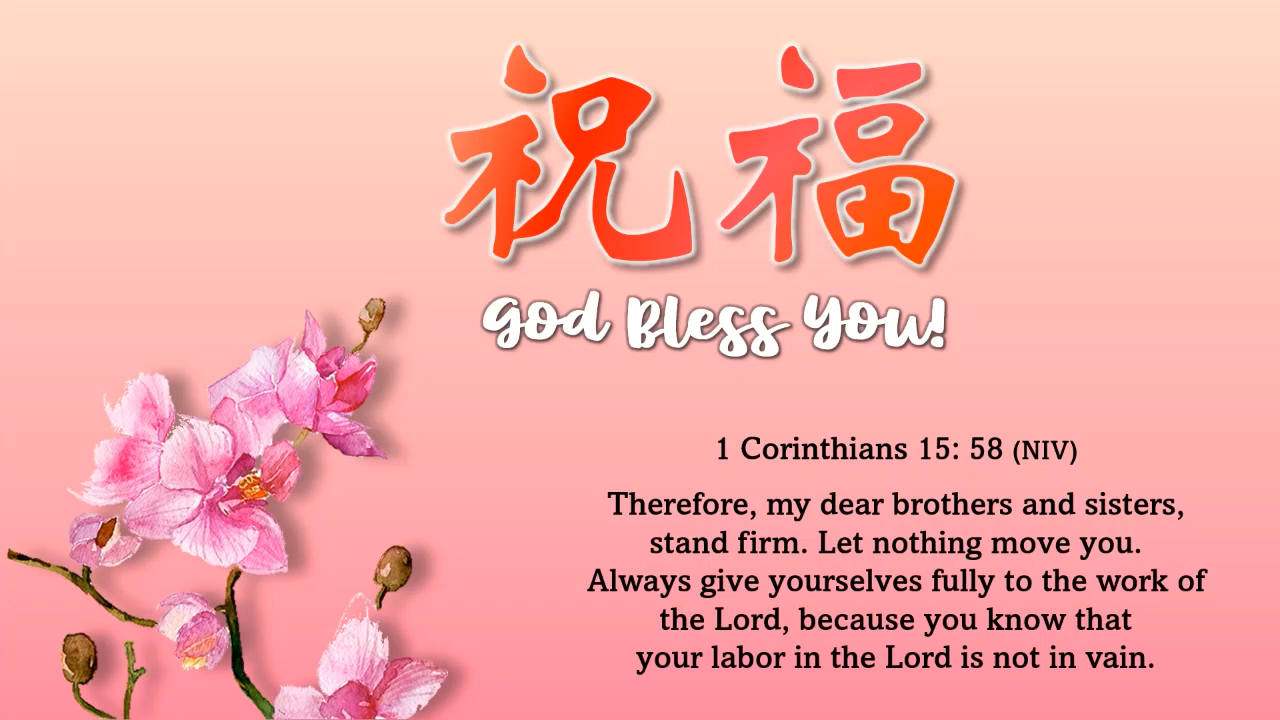 祝福
God Bless You!
1 Corinthians 15: 58 (NIV)
Therefore, my dear brothers and sisters,
stand firm. Let nothing move you.
Always give yourselves fully to the work of
the Lord, because you know that
your labor in the Lord is not in vain.